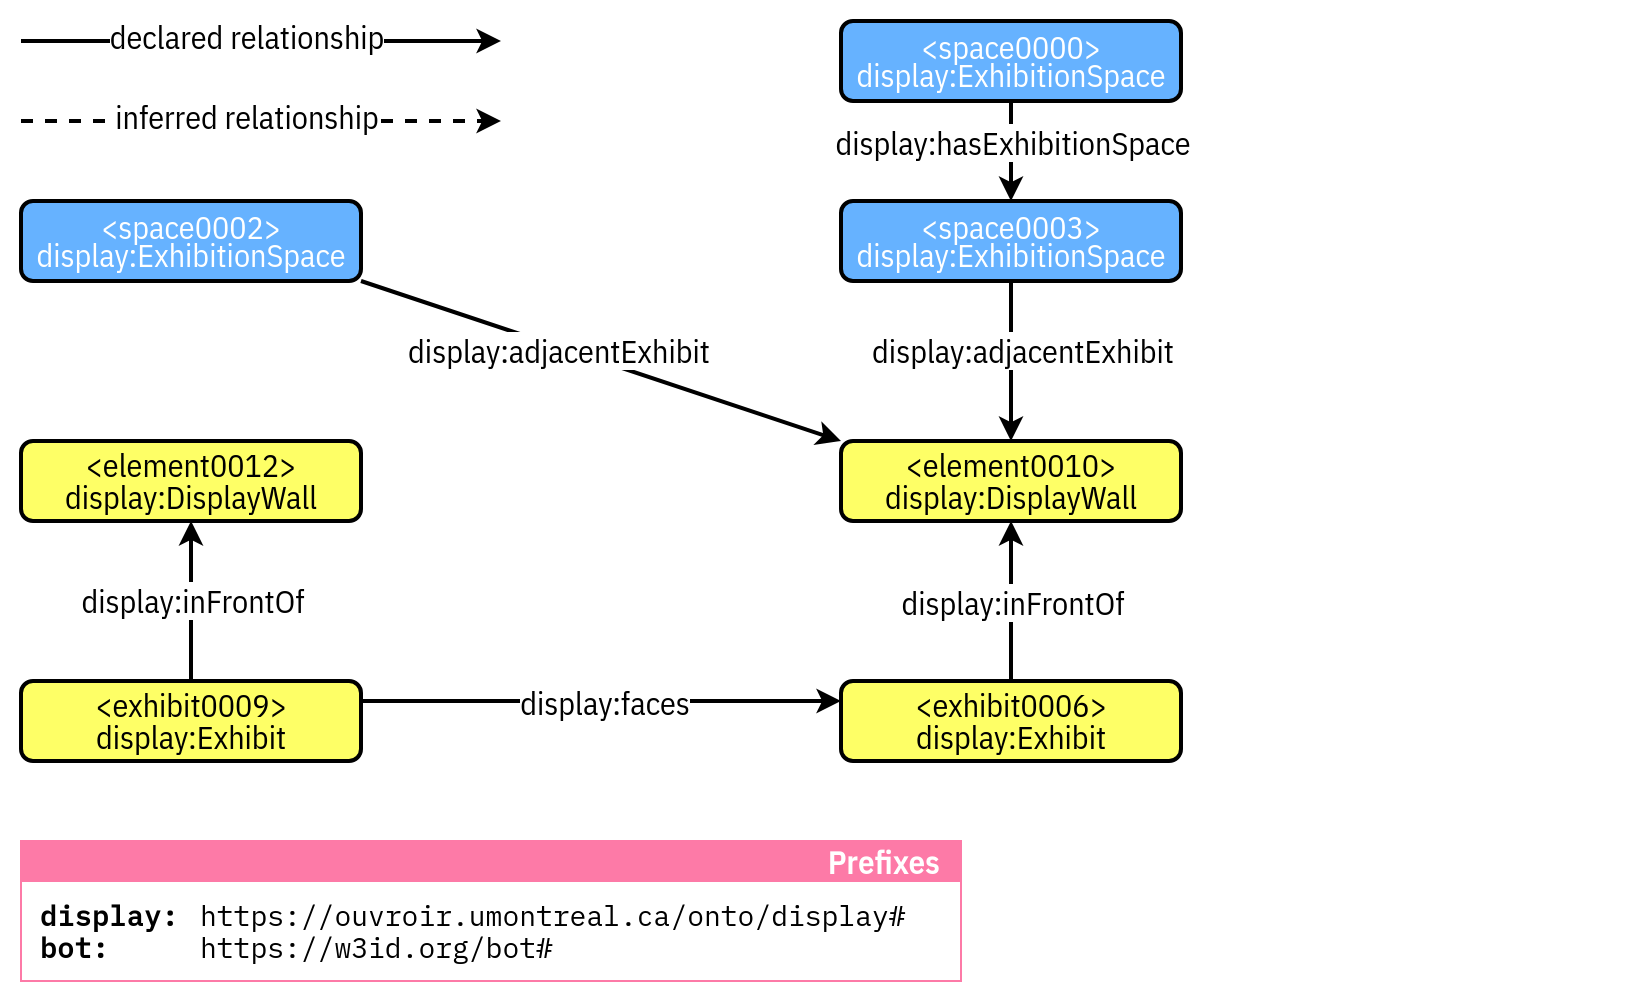 declared relationship
inferred relationship
<space0000>
display:ExhibitionSpace
display:hasExhibitionSpace
<space0002>
display:ExhibitionSpace
<space0003>
display:ExhibitionSpace
display:adjacentExhibit
display:adjacentExhibit
<element0012>
display:DisplayWall
<element0010>
display:DisplayWall
display:inFrontOf
display:inFrontOf
<exhibit0009>
display:Exhibit
display:faces
<exhibit0006>
display:Exhibit
Prefixes
display: https://ouvroir.umontreal.ca/onto/display#
bot: https://w3id.org/bot#